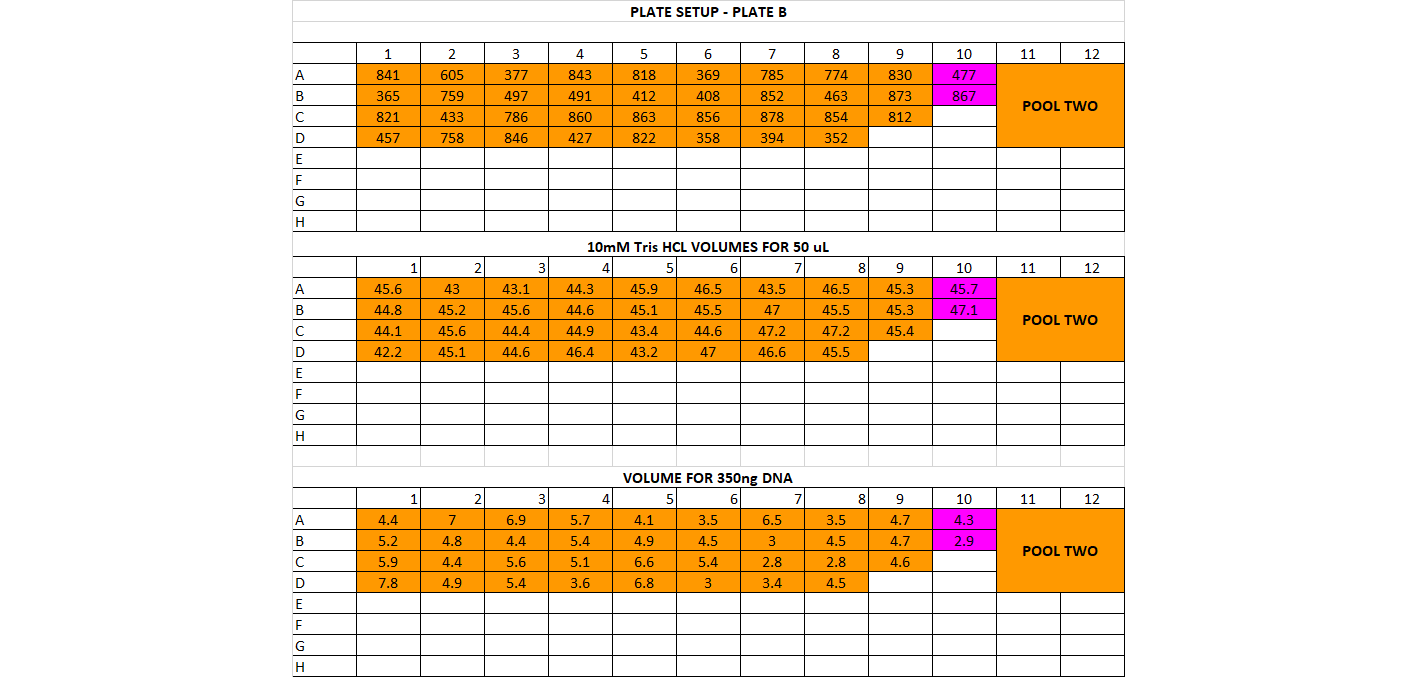 PLATE SETUP - PLATE B
1 2 3 4 5 6 7 8 9 10 11 12
A 841 605 377 843 818 369 785 774 830 477
B 365 759 497 491 412 408 852 463 873 867
POOL TWO
C 821 433 786 860 863 856 878 854 812
D 457 758 846 427 822 358 394 352
E
F
G
H
10mM Tris HCL VOLUMES FOR 50 uL
1 2 3 4 5 6 7 8 9 10 11 12
A 45.6 43 43.1 44.3 45.9 46.5 43.5 46.5 45.3 45.7
B 44.8 45.2 45.6 44.6 45.1 45.5 47 45.5 45.3 47.1
POOL TWO
C 44.1 45.6 44.4 44.9 43.4 44.6 47.2 47.2 45.4
D 42.2 45.1 44.6 46.4 43.2 47 46.6 45.5
E
F
G
H
VOLUME FOR 350ng DNA
1 2 3 4 5 6 7 8 9 10 11 12
A 4.4 7 6.9 5.7 4.1 3.5 6.5 3.5 4.7 4.3
B 5.2 4.8 4.4 5.4 4.9 4.5 3 4.5 4.7 2.9
POOL TWO
C 5.9 4.4 5.6 5.1 6.6 5.4 2.8 2.8 4.6
D 7.8 4.9 5.4 3.6 6.8 3 3.4 4.5
E
F
G
H